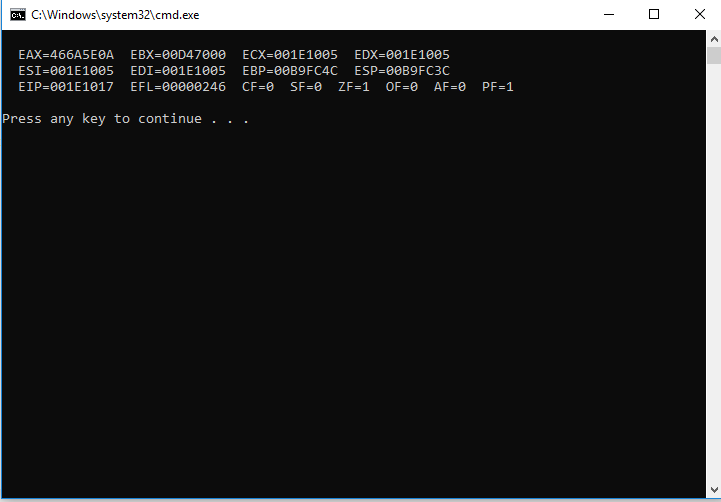 C:\Windows\system32\cmd.exe
EAX=466A5E0A  EBX=00D47000  ECX=001E1005  EDX=001E1005
ESI=001E1005  EDI=001E1005  EBP=00B9FC4C  ESP=00B9FC3C
EIP=001E1017  EFL=00000246  CF=0  SF=0  ZF=1  OF=0  AF=0  PF=1
Press any key to continue . . .